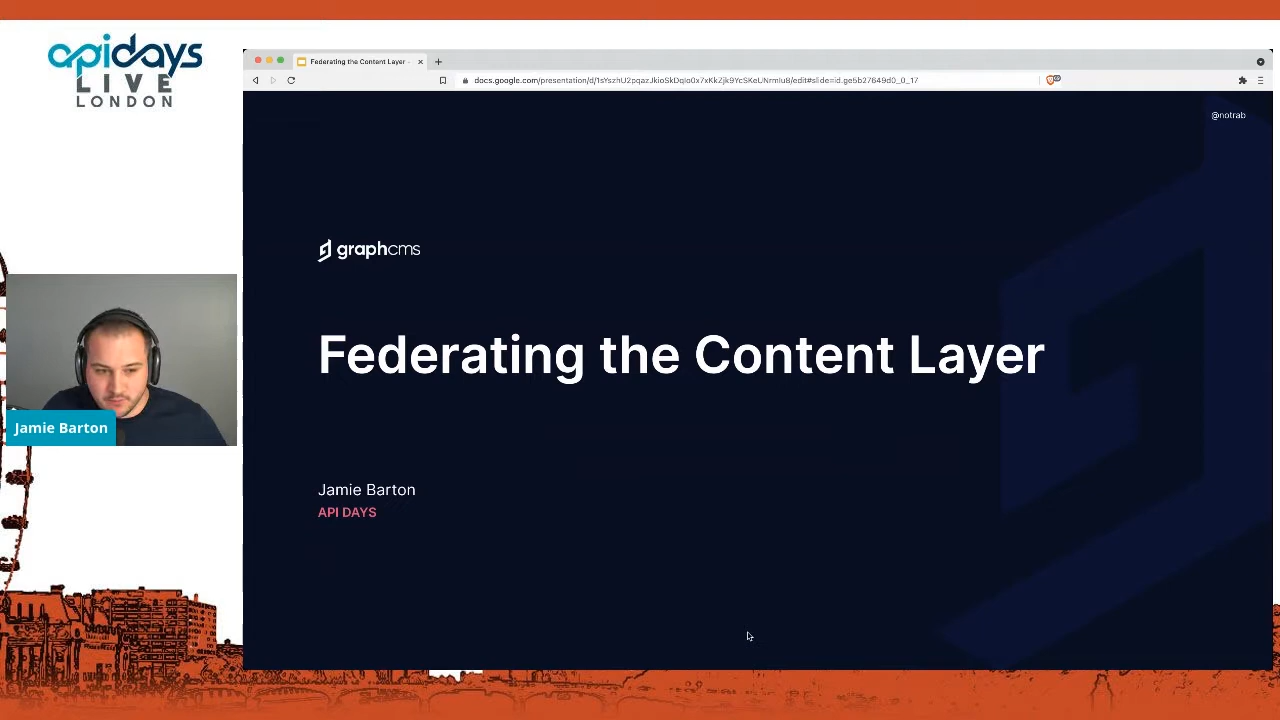 apidays
LIVE
LONDON
Federating the Content Layer -
@notrab
graphcms
Federating the Content Layer
Jamie Barton
API DAYS
Jamie Barton